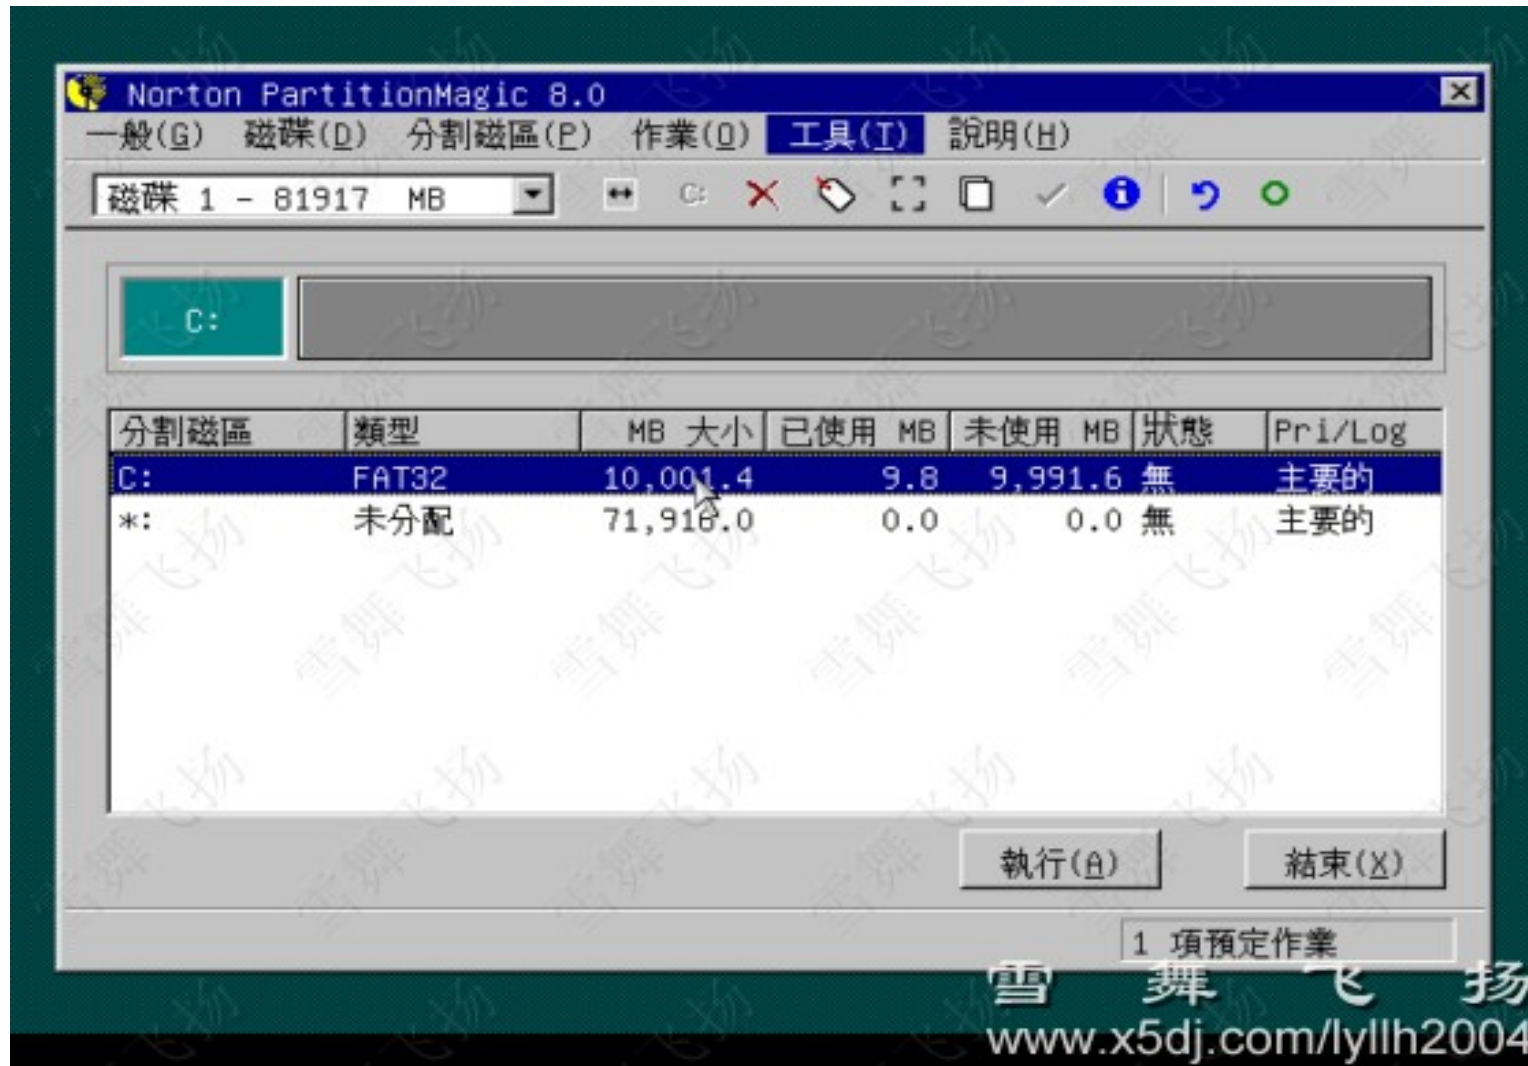 Norton PartitionMagic 8.0
一般(G) 磁碟(D) 分割磁區(P) 作業(O) 工具(T) 說明(H)
磁碟 1 - 81917 MB C:
C:
分割磁區 類型 MB 大小 已使用 MB 未使用 MB 狀態 Pri/Log
C: FAT32 10,001.4 9.8 9,991.6 無 主要的
*: 未分配 71,916.0 0.0 0.0 無 主要的
執行(A) 結束(X)
1 項預定作業
雪舞飞扬
www.x5dj.com/lyllh2004